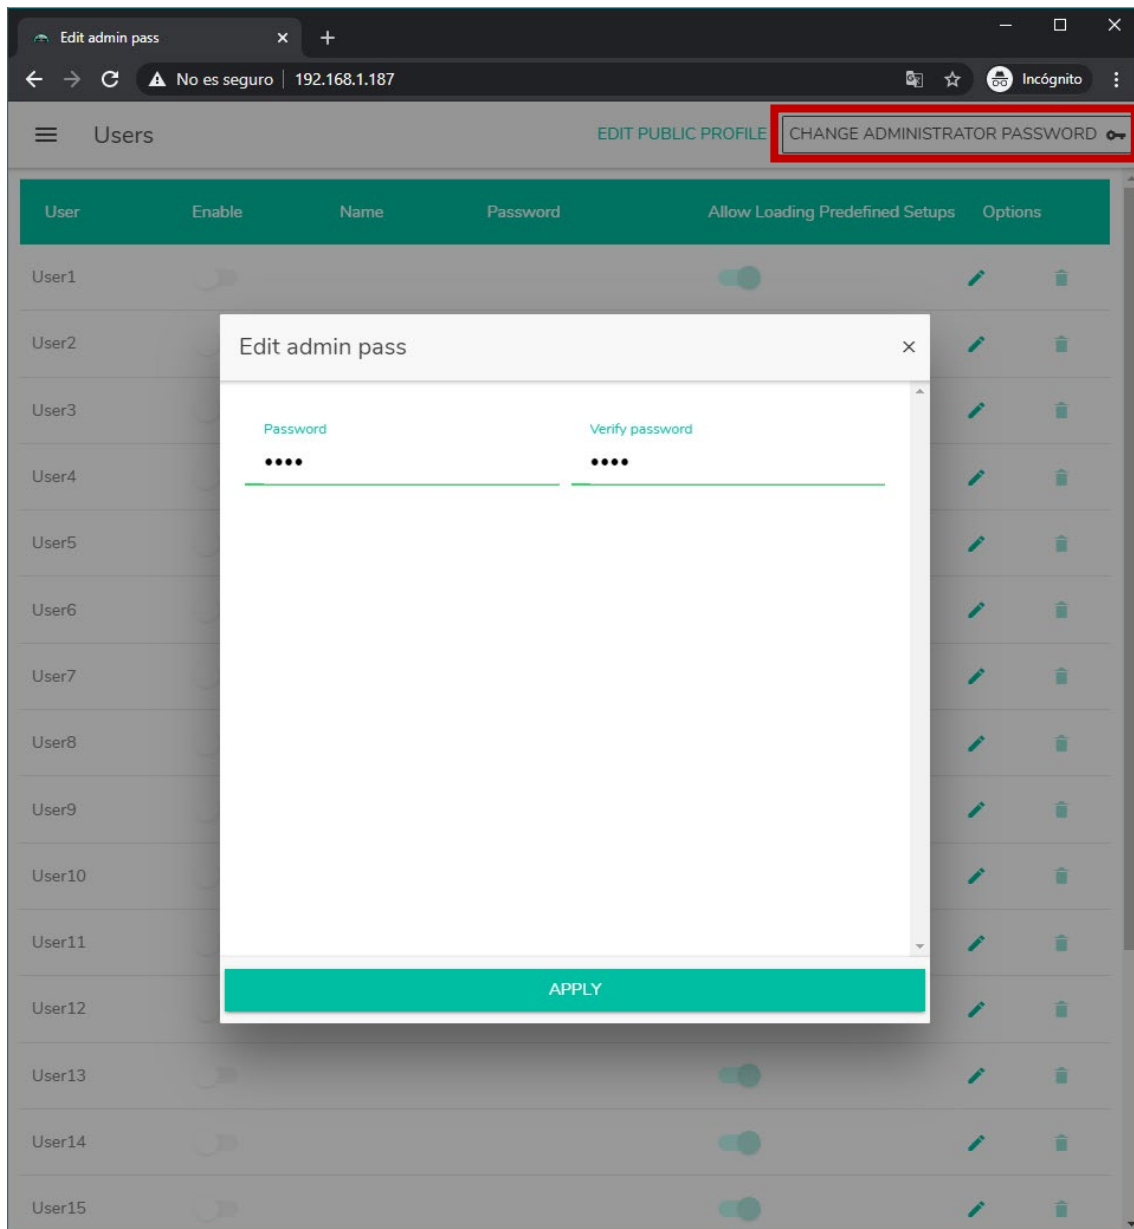 Edit admin pass
No es seguro | 192.168.1.187
Incógnito
Users
EDIT PUBLIC PROFILE
CHANGE ADMINISTRATOR PASSWORD
User Enable Name Password Allow Loading Predefined Setups Options
User1
User2
Edit admin pass
User3
Password Verify password
••••  ••••
User4
User5
User6
User7
User8
User9
User10
User11
APPLY
User12
User13
User14
User15